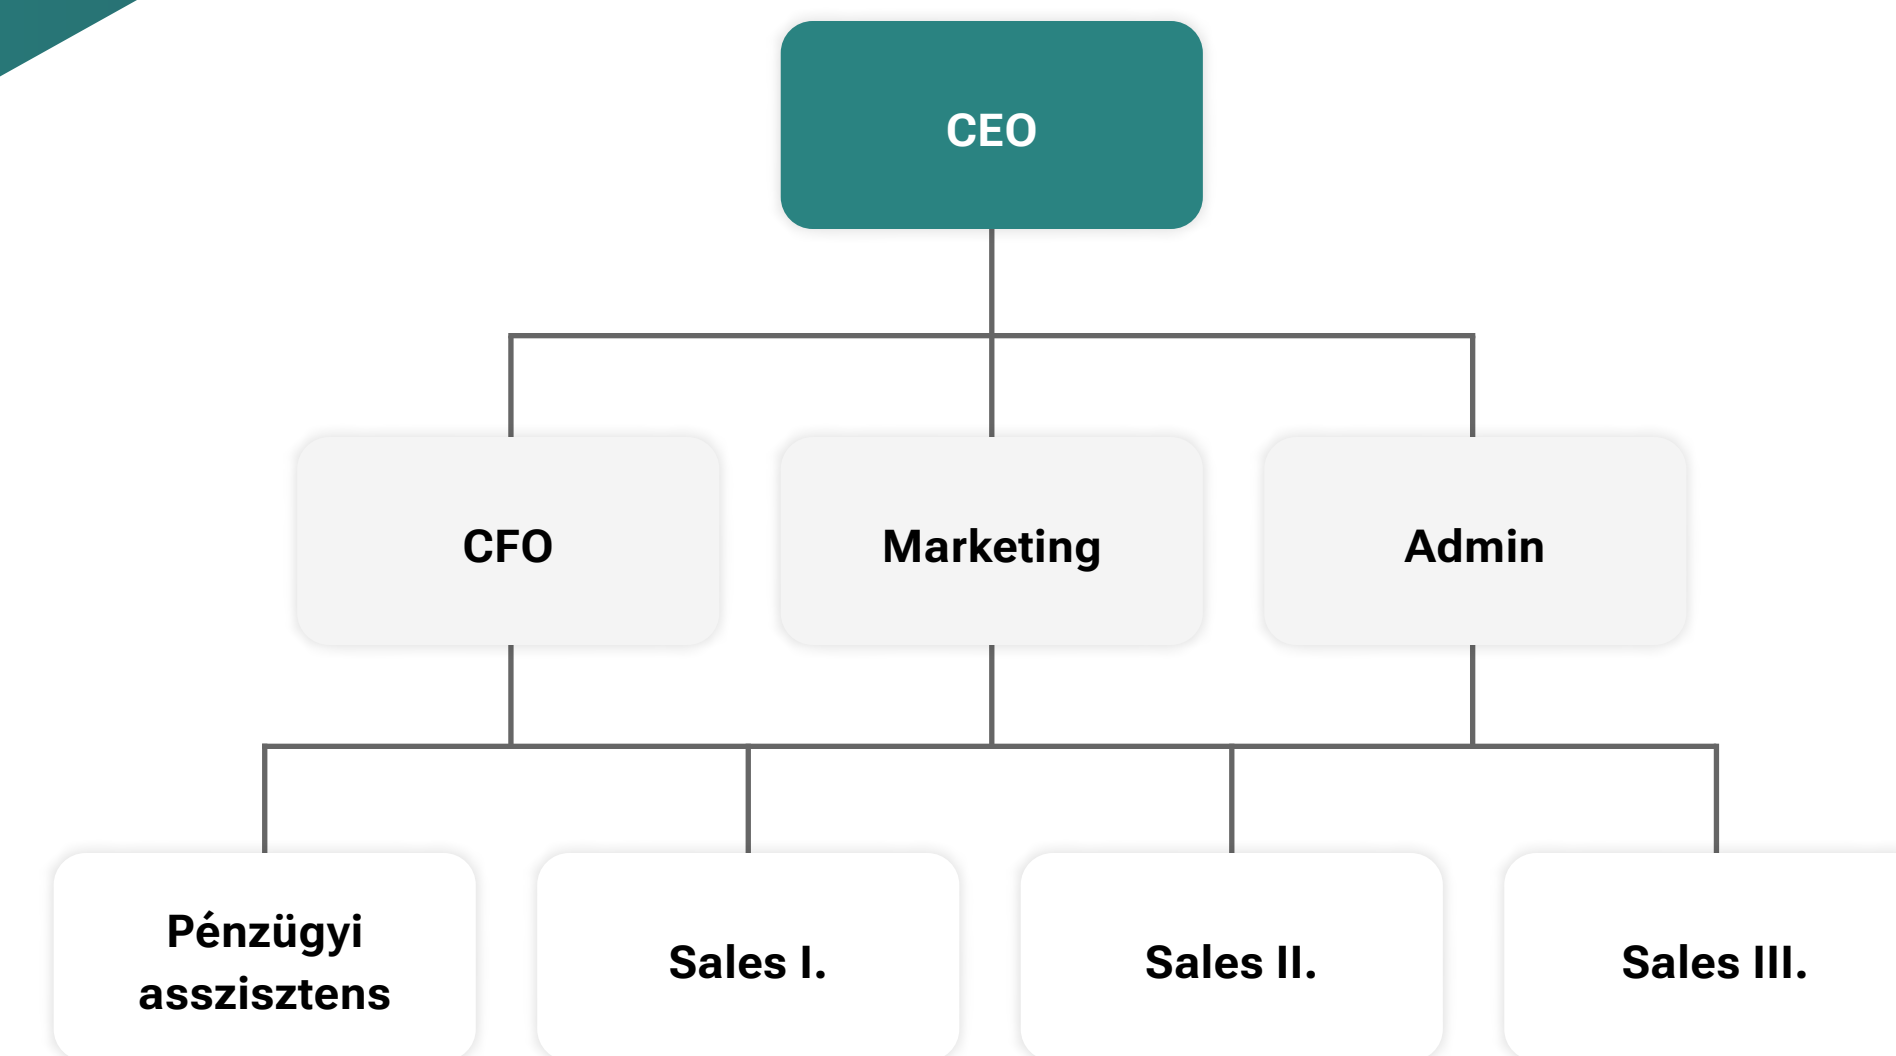 CEO
CFO
Marketing
Admin
Pénzügyi
asszisztens
Sales I.
Sales II.
Sales III.